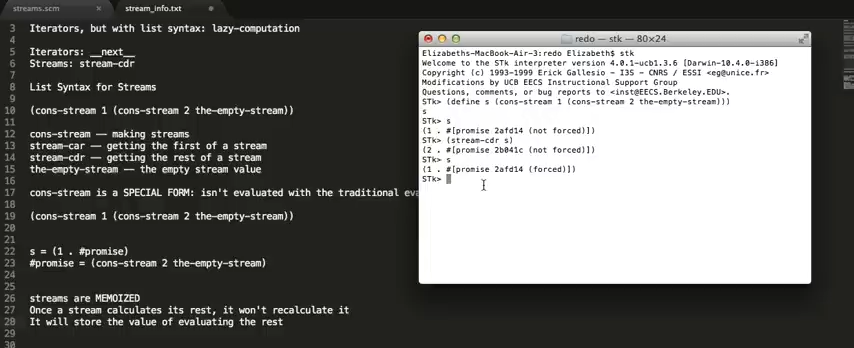 streams.scm
stream_info.txt
3 Iterators, but with list syntax: lazy-computation
4
5 Iterators: __next__
6 Streams: stream-cdr
7
8 List Syntax for Streams
9
10 (cons-stream 1 (cons-stream 2 the-empty-stream))
11
12 cons-stream —— making streams
13 stream-car —— getting the first of a stream
14 stream-cdr —— getting the rest of a stream
15 the-empty-stream —— the empty stream value
16
17 cons-stream is a SPECIAL FORM: isn't evaluated with the traditional eva
18
19 (cons-stream 1 (cons-stream 2 the-empty-stream))
20
21
22 s = (1 . #promise)
23 #promise = (cons-stream 2 the-empty-stream)
24
25
26 streams are MEMOIZED
27 Once a stream calculates its rest, it won't recalculate it
28 It will store the value of evaluating the rest
29
30
redo — stk — 80×24
Elizabeths-MacBook-Air-3:redo Elizabeth$ stk
Welcome to the STk interpreter version 4.0.1-ucb1.3.6 [Darwin-10.4.0-i386]
Copyright (c) 1993-1999 Erick Gallesio - I3S - CNRS / ESSI <eg@unice.fr>
Modifications by UCB EECS Instructional Support Group
Questions, comments, or bug reports to <inst@EECS.Berkeley.EDU>.
STk> (define s (cons-stream 1 (cons-stream 2 the-empty-stream)))
s
STk> s
(1 . #[promise 2afd14 (not forced)])
STk> (stream-cdr s)
(2 . #[promise 2b041c (not forced)])
STk> s
(1 . #[promise 2afd14 (forced)])
STk>